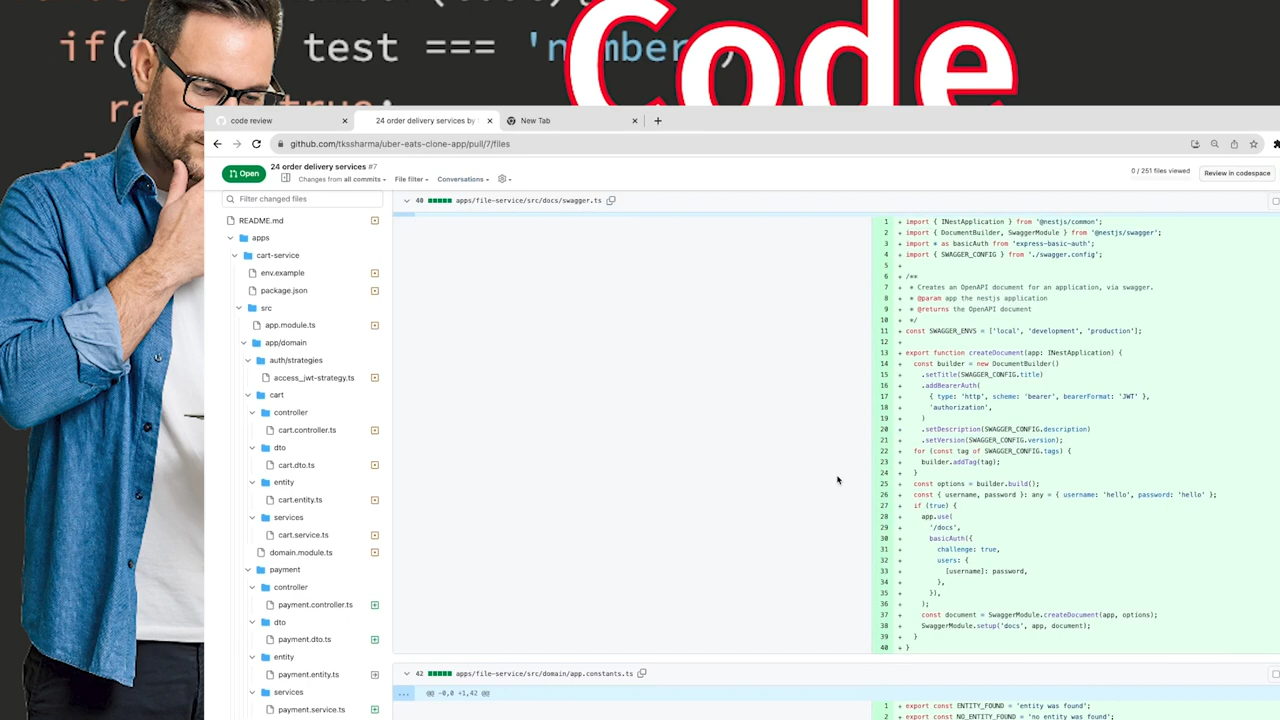 if( test === 'number
Code
re true;
code review
24 order delivery services by
New Tab
github.com/tkssharma/uber-eats-clone-app/pull/7/files
Open
24 order delivery services #7
Changes from all commits
File filter
Conversations
0 / 251 files viewed
Review in codespace
Filter changed files
README.md
apps
cart-service
env.example
package.json
src
app.module.ts
app/domain
auth/strategies
access_jwt-strategy.ts
cart
controller
cart.controller.ts
dto
cart.dto.ts
entity
cart.entity.ts
services
cart.service.ts
domain.module.ts
payment
controller
payment.controller.ts
dto
payment.dto.ts
entity
payment.entity.ts
services
payment.service.ts
40 apps/file-service/src/docs/swagger.ts
1 + import { INestApplication } from '@nestjs/common';
2 + import { DocumentBuilder, SwaggerModule } from '@nestjs/swagger';
3 + import * as basicAuth from 'express-basic-auth';
4 + import { SWAGGER_CONFIG } from './swagger.config';
5 +
6 + /**
7 + * Creates an OpenAPI document for an application, via swagger.
8 + * @param app the nestjs application
9 + * @returns the OpenAPI document
10 + */
11 + const SWAGGER_ENVS = ['local', 'development', 'production'];
12 +
13 + export function createDocument(app: INestApplication) {
14 + const builder = new DocumentBuilder()
15 + .setTitle(SWAGGER_CONFIG.title)
16 + .addBearerAuth(
17 + { type: 'http', scheme: 'bearer', bearerFormat: 'JWT' },
18 + 'authorization',
19 + )
20 + .setDescription(SWAGGER_CONFIG.description)
21 + .setVersion(SWAGGER_CONFIG.version);
22 + for (const tag of SWAGGER_CONFIG.tags) {
23 + builder.addTag(tag);
24 + }
25 + const options = builder.build();
26 + const { username, password }: any = { username: 'hello', password: 'hello' };
27 + if (true) {
28 + app.use(
29 + '/docs',
30 + basicAuth({
31 + challenge: true,
32 + users: {
33 + [username]: password,
34 + },
35 + }),
36 + );
37 + const document = SwaggerModule.createDocument(app, options);
38 + SwaggerModule.setup('docs', app, document);
39 + }
40 + }
42 apps/file-service/src/domain/app.constants.ts
... @@ -0,0 +1,42 @@
1 + export const ENTITY_FOUND = 'entity was found';
2 + export const NO_ENTITY_FOUND = 'no entity was found';